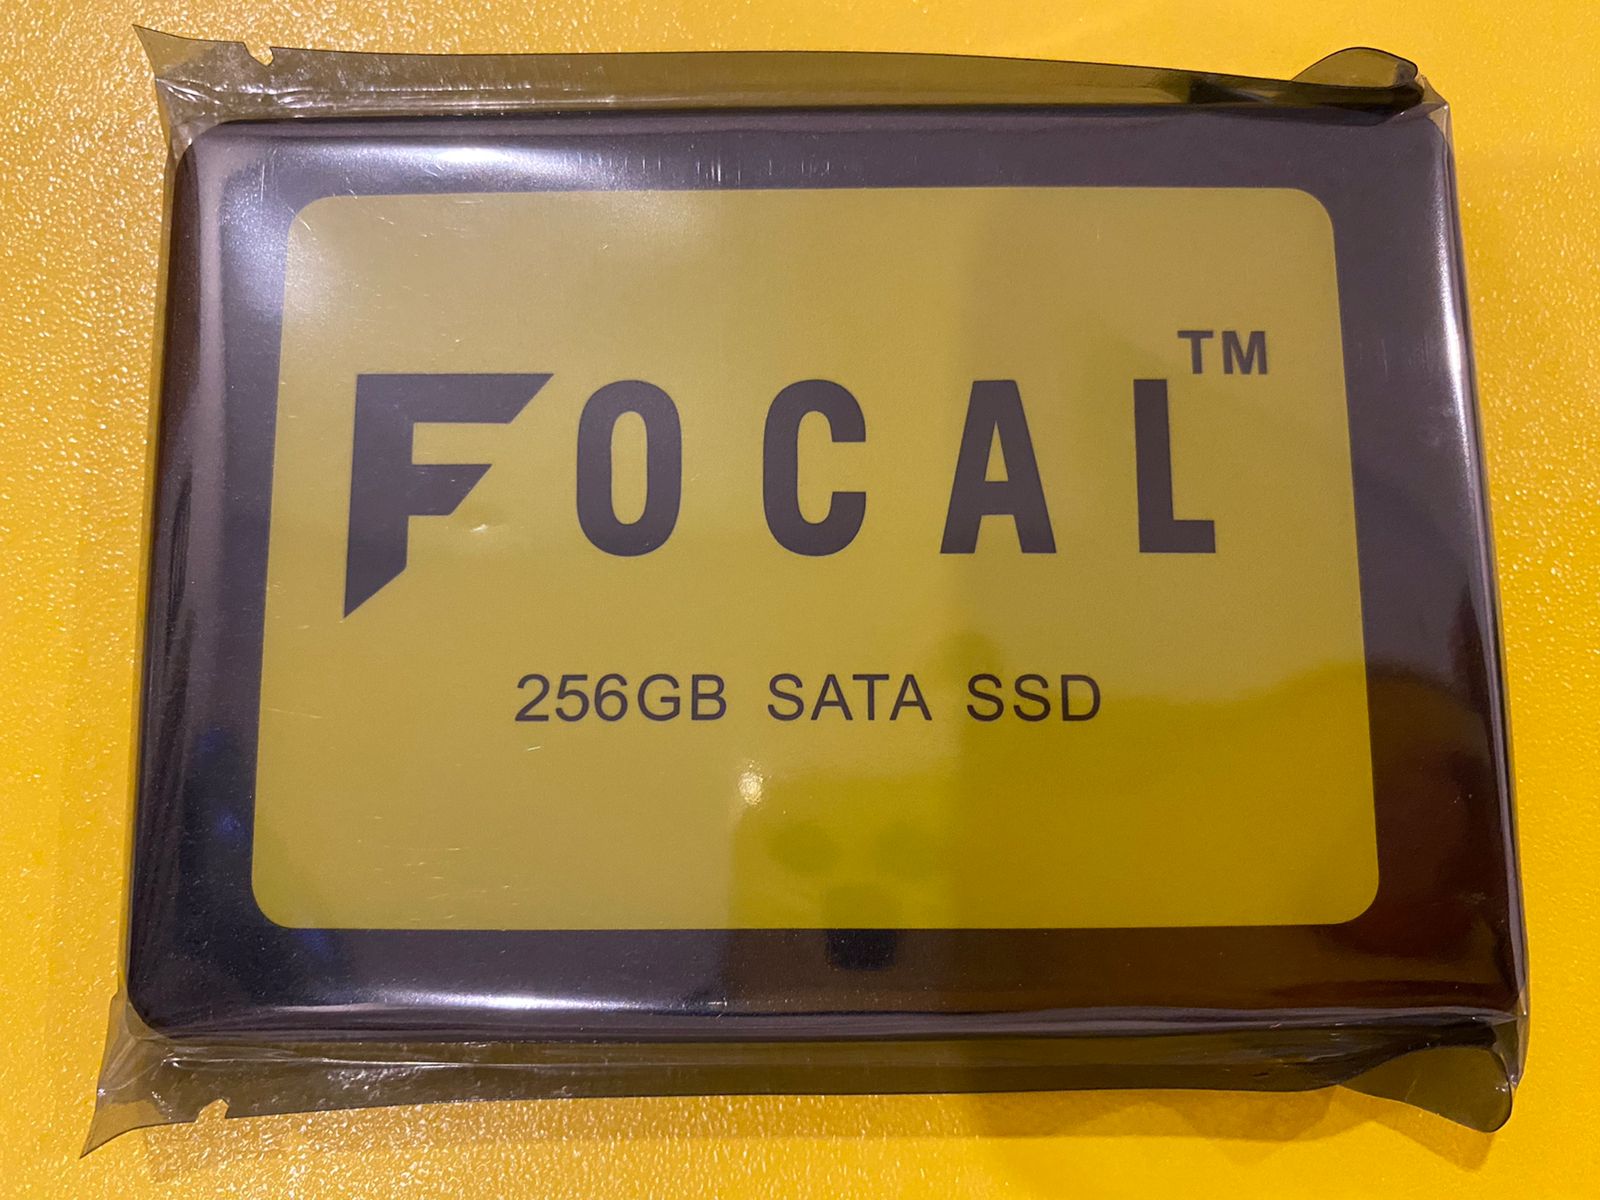 FOCAL™
256GB SATA SSD